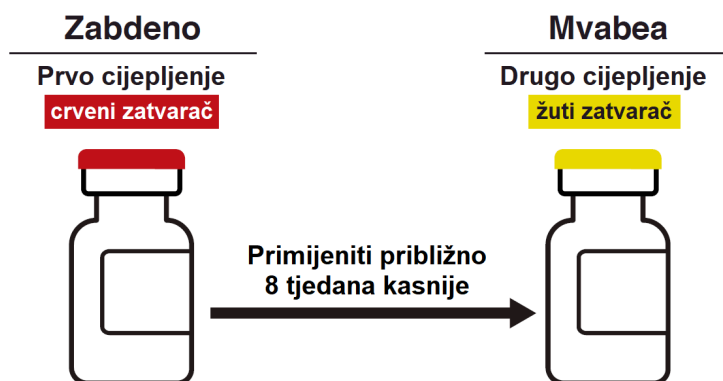 Zabdeno
Prvo cijepljenje
crveni zatvarač
Mvabea
Drugo cijepljenje
žuti zatvarač
Primijeniti približno
8 tjedana kasnije